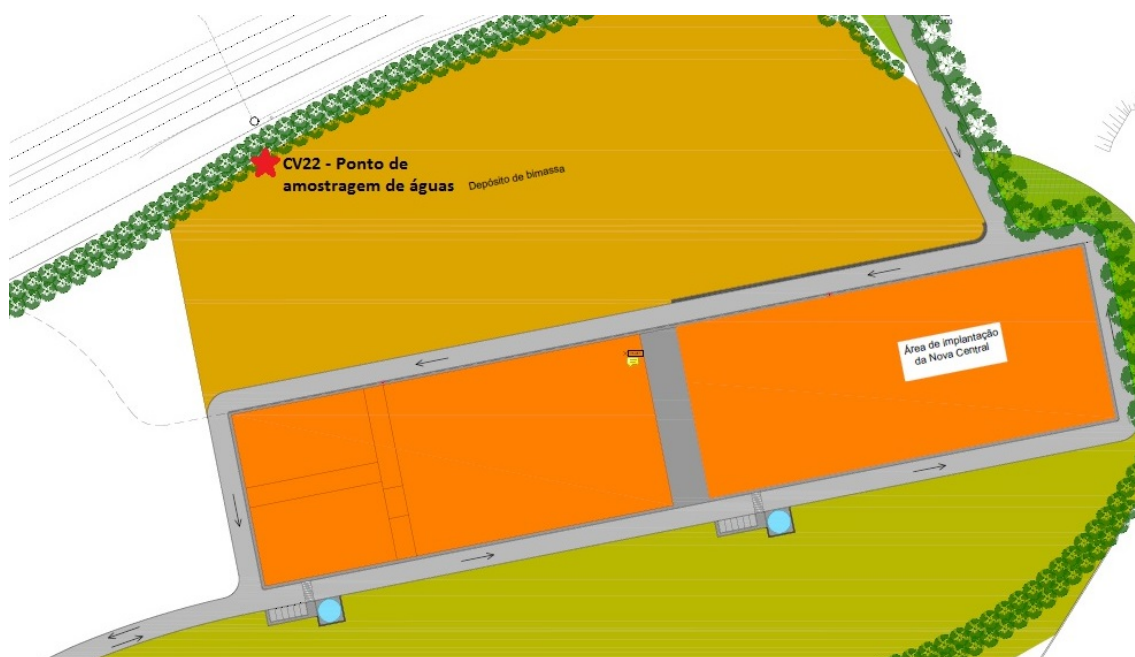 CV22 - Ponto de
amostragem de águas
Depósito de bimassa
Área de implantação
da Nova Central